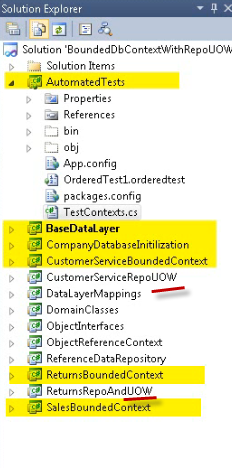 Solution Explorer
Solution 'BoundedDbContextWithRepoUOW
Solution Items
AutomatedTests
Properties
References
bin
obj
App.config
OrderedTest1.orderedtest
packages.config
TestContexts.cs
BaseDataLayer
CompanyDatabaseInitilization
CustomerServiceBoundedContext
CustomerServiceRepoUOW
DataLayerMappings
DomainClasses
ObjectInterfaces
ObjectReferenceContext
ReferenceDataRepository
ReturnsBoundedContext
ReturnsRepoAndUOW
SalesBoundedContext